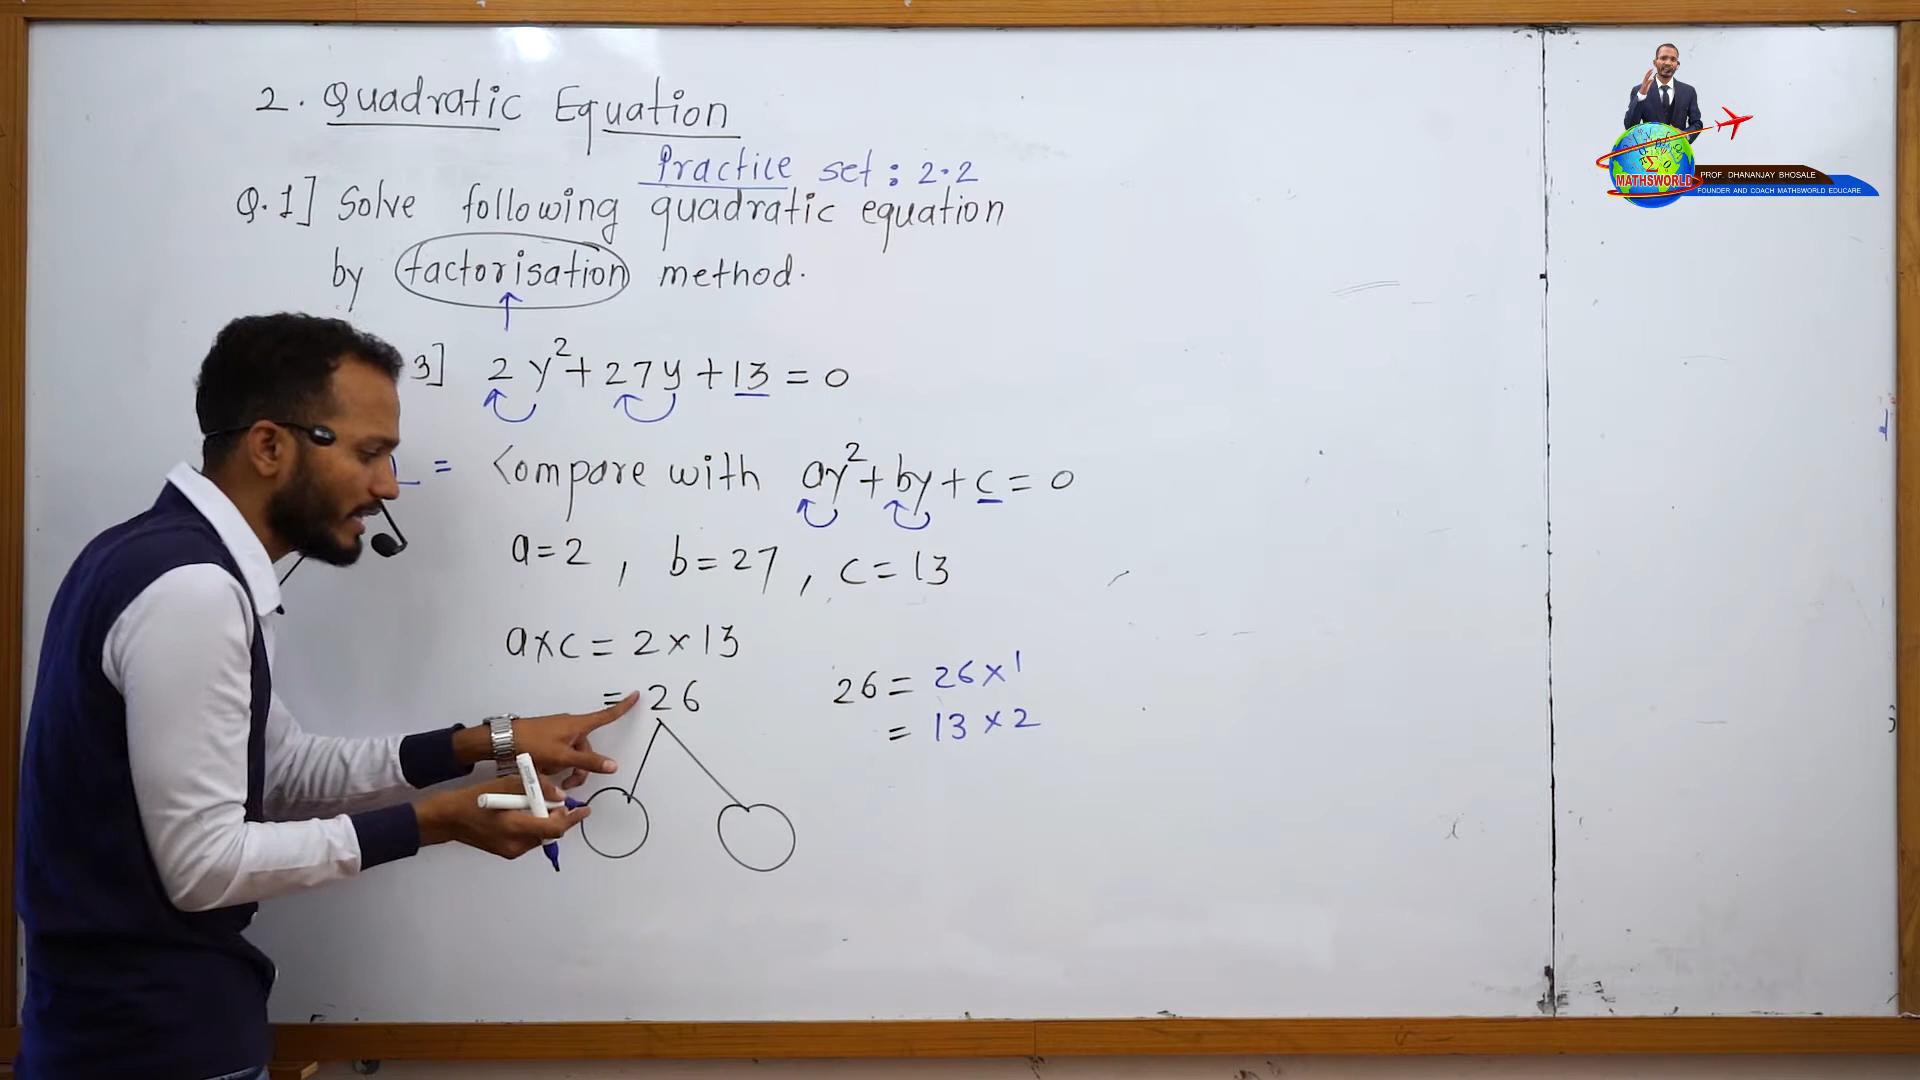 2. Quadratic Equation
Practice set : 2.2
Q.1] Solve following quadratic equation
by factorisation method.
3] 2y²+27y+13=0
= Compare with ay²+by+c=0
a=2 , b=27 , c=13
a×c = 2×13
= 26
26 = 26×1
= 13×2
MATHSWORLD
PROF. DHANANJAY BHOSALE
FOUNDER AND COACH MATHSWORLD EDUCARE